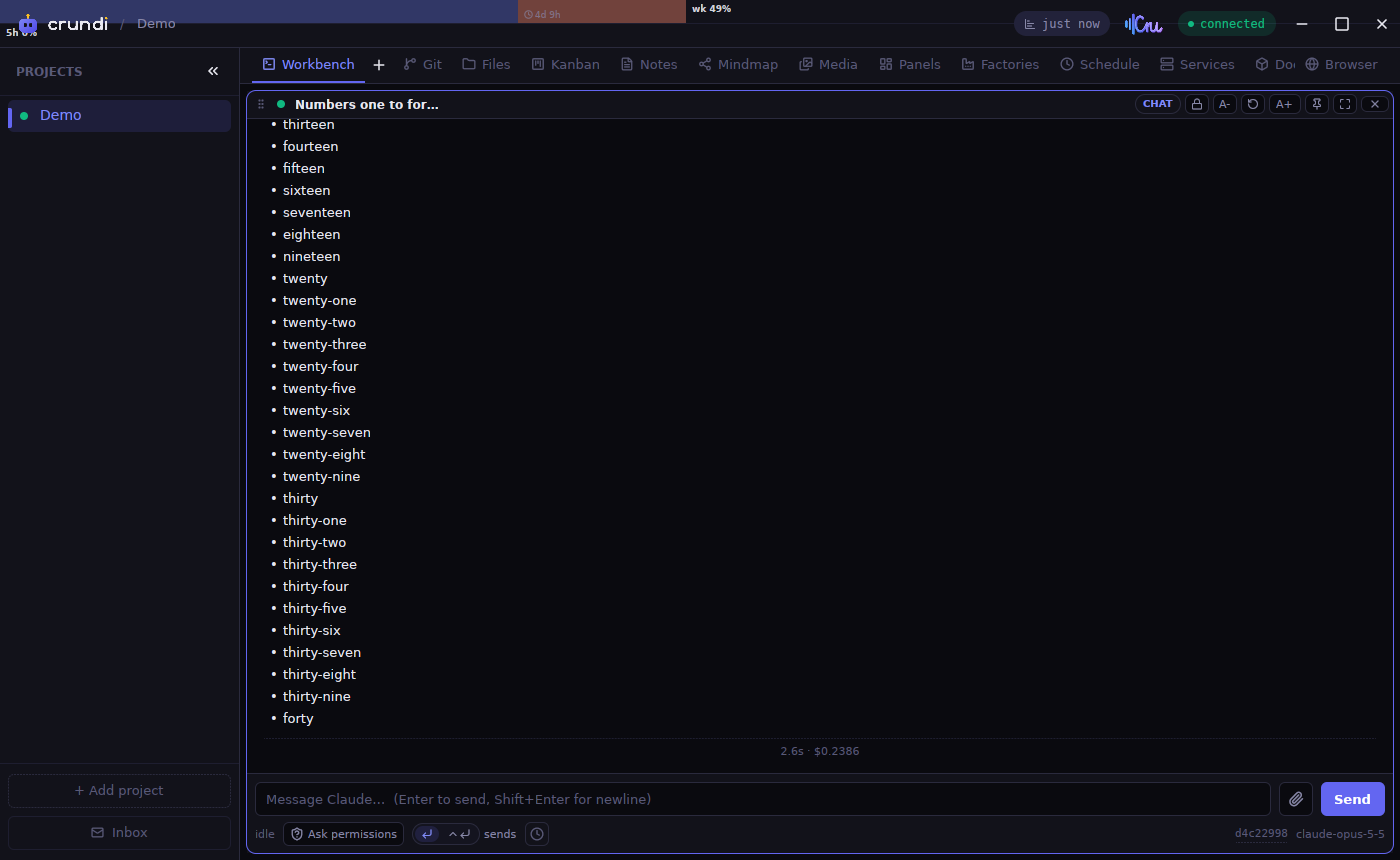 4d 9h
wk 49%
crundi / Demo
just now
Cru
connected
PROJECTS
Workbench
Git
Files
Kanban
Notes
Mindmap
Media
Panels
Factories
Schedule
Services
Browser
Demo
Numbers one to for…
CHAT
A-
A+
• thirteen
• fourteen
• fifteen
• sixteen
• seventeen
• eighteen
• nineteen
• twenty
• twenty-one
• twenty-two
• twenty-three
• twenty-four
• twenty-five
• twenty-six
• twenty-seven
• twenty-eight
• twenty-nine
• thirty
• thirty-one
• thirty-two
• thirty-three
• thirty-four
• thirty-five
• thirty-six
• thirty-seven
• thirty-eight
• thirty-nine
• forty
2.6s · $0.2386
+ Add project
Inbox
Message Claude… (Enter to send, Shift+Enter for newline)
Send
idle
Ask permissions
sends
d4c22998
claude-opus-5-5